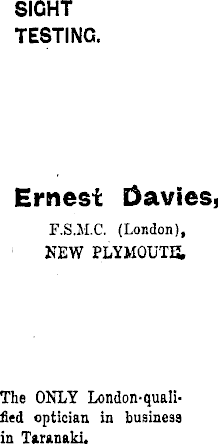 SIGHT
TESTING.
Ernest Davies,
F.S.M.C. (London),
NEW PLYMOUTH.
The ONLY London-quali-
fied optician in business
in Taranaki.